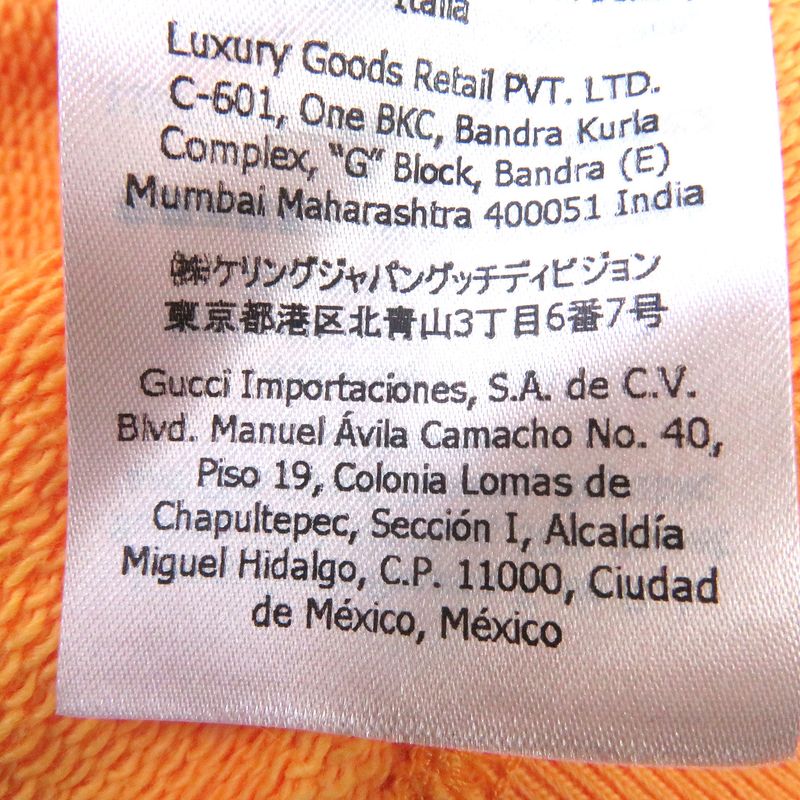 Italia
Luxury Goods Retail PVT. LTD.
C-601, One BKC, Bandra Kurla
Complex, "G" Block, Bandra (E)
Mumbai Maharashtra 400051 India
㈱ケリングジャパングッチディビジョン
東京都港区北青山3丁目6番7号
Gucci Importaciones, S.A. de C.V.
Blvd. Manuel Ávila Camacho No. 40,
Piso 19, Colonia Lomas de
Chapultepec, Sección I, Alcaldía
Miguel Hidalgo, C.P. 11000, Ciudad
de México, México